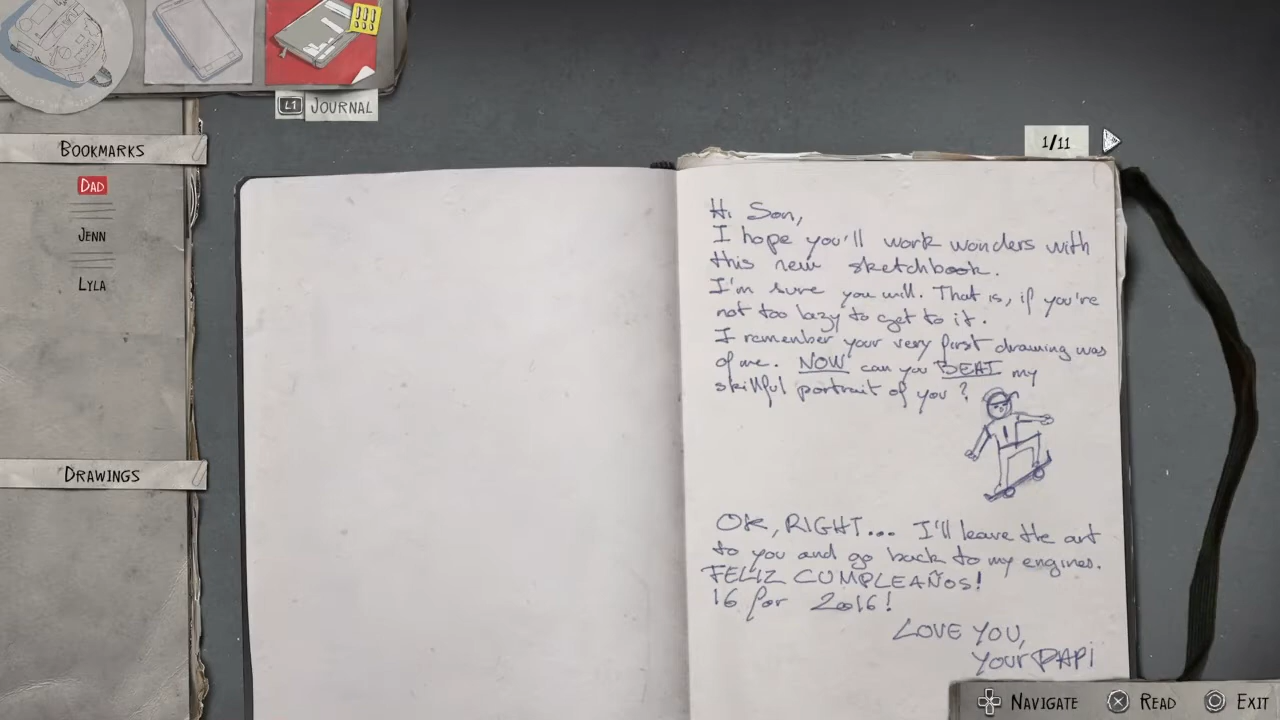 L1 JOURNAL
BOOKMARKS
DAD
JENN
LYLA
DRAWINGS
1/11
Hi Son,
I hope you'll work wonders with
this new sketchbook.
I'm sure you will. That is, if you're
not too lazy to get to it.
I remember your very first drawing was
of me. NOW can you BEAT my
skillful portrait of you?
OK, RIGHT... I'll leave the art
to you and go back to my engines.
FELIZ CUMPLEAÑOS!
16 for 2016!
LOVE YOU,
your PAPI
NAVIGATE READ EXIT